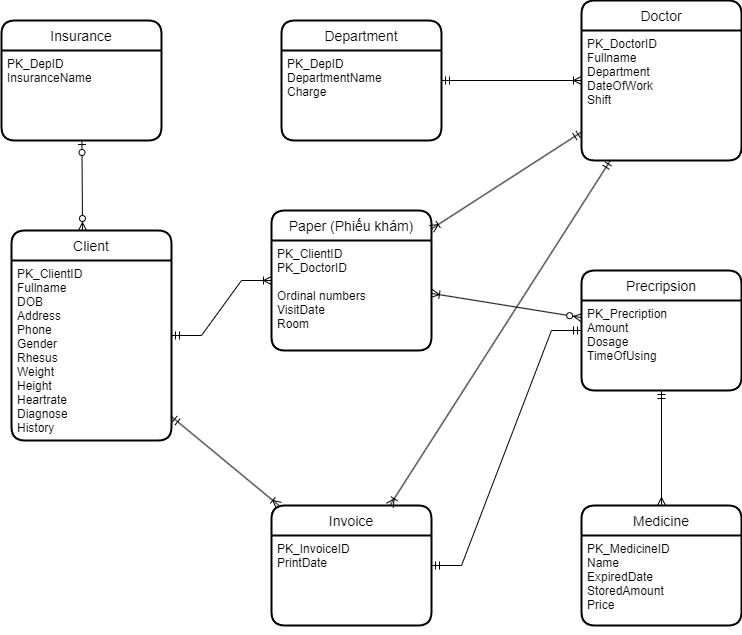 Insurance
PK_DepID
InsuranceName
Department
PK_DepID
DepartmentName
Charge
Doctor
PK_DoctorID
Fullname
Department
DateOfWork
Shift
Client
PK_ClientID
Fullname
DOB
Address
Phone
Gender
Rhesus
Weight
Height
Heartrate
Diagnose
History
Paper (Phiếu khám)
PK_ClientID
PK_DoctorID
Ordinal numbers
VisitDate
Room
Precripsion
PK_Precription
Amount
Dosage
TimeOfUsing
Invoice
PK_InvoiceID
PrintDate
Medicine
PK_MedicineID
Name
ExpiredDate
StoredAmount
Price